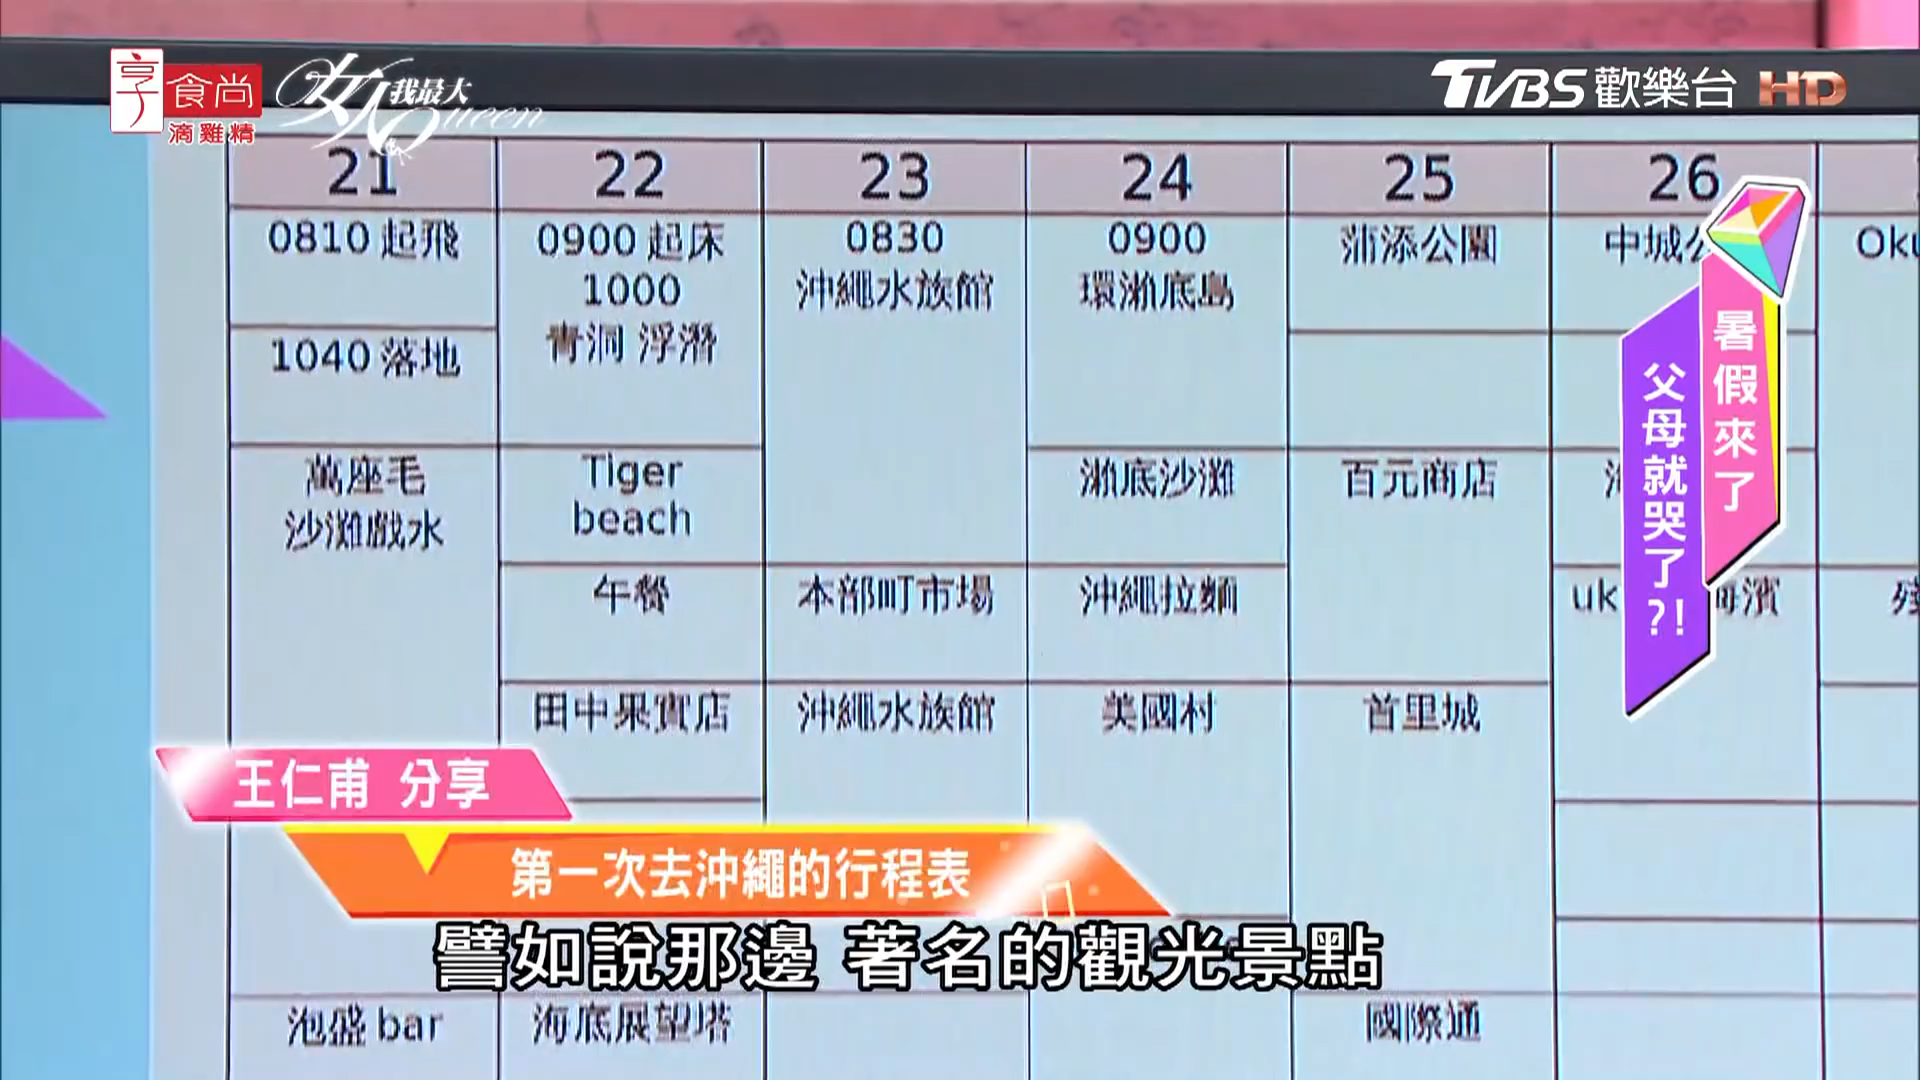 享
食尚
滴雞精
女人我最大
Queen
TVBS歡樂台 HD
21
22
23
24
25
26
0810 起飛
0900 起床
1000
青洞 浮潛
0830
沖繩水族館
0900
環瀨底島
蒲添公園
中城
Oku
1040 落地
萬座毛
沙灘戲水
Tiger
beach
瀨底沙灘
百元商店
午餐
本部町市場
沖繩拉麵
uk
海濱
田中果實店
沖繩水族館
美國村
首里城
泡盛 bar
海底展望塔
國際通
暑假來了
父母就哭了?!
王仁甫 分享
第一次去沖繩的行程表
譬如說那邊 著名的觀光景點